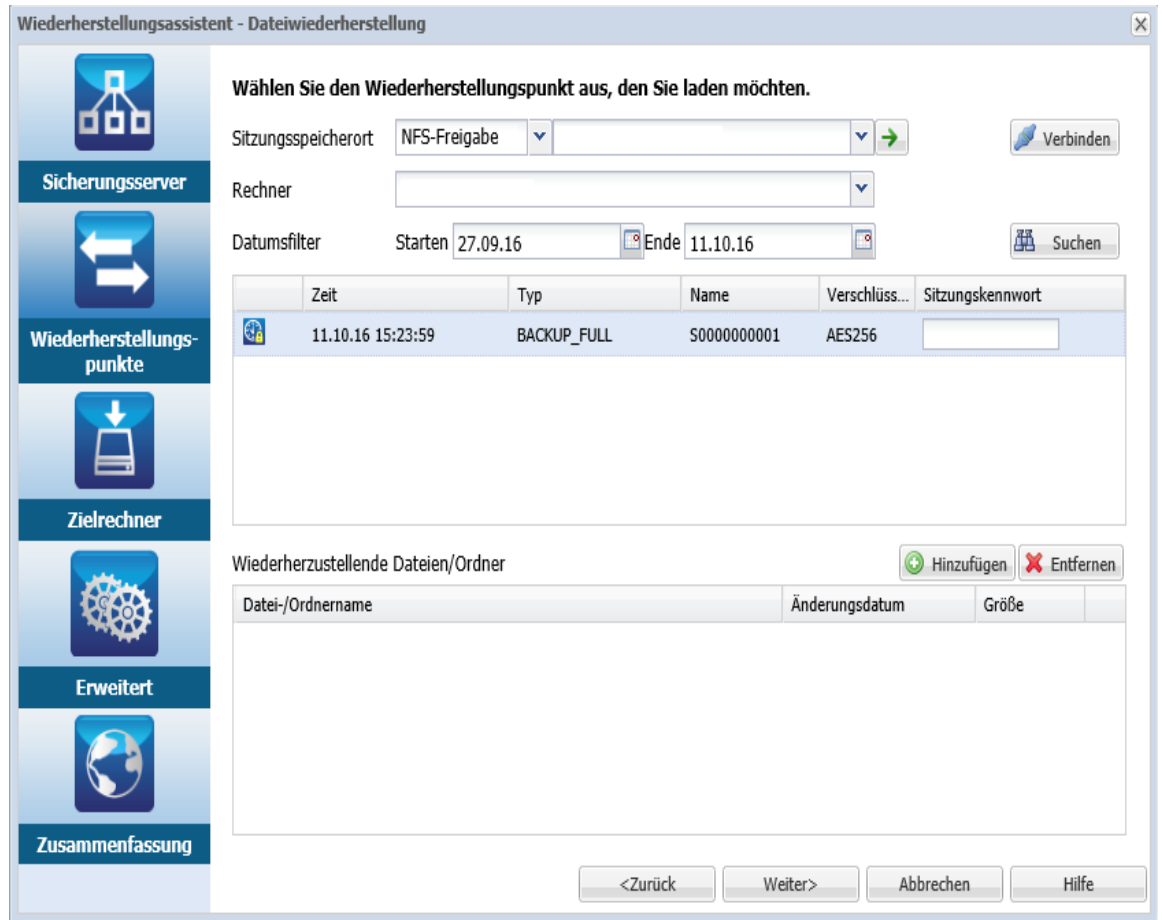 Wiederherstellungsassistent - Dateiwiederherstellung
Sicherungsserver
Wiederherstellungs-
punkte
Zielrechner
Erweitert
Zusammenfassung
Wählen Sie den Wiederherstellungspunkt aus, den Sie laden möchten.
Sitzungsspeicherort NFS-Freigabe Verbinden
Rechner
Datumsfilter Starten 27.09.16 Ende 11.10.16 Suchen
Zeit Typ Name Verschlüss... Sitzungskennwort
11.10.16 15:23:59 BACKUP_FULL S0000000001 AES256
Wiederherzustellende Dateien/Ordner Hinzufügen Entfernen
Datei-/Ordnername Änderungsdatum Größe
<Zurück Weiter> Abbrechen Hilfe